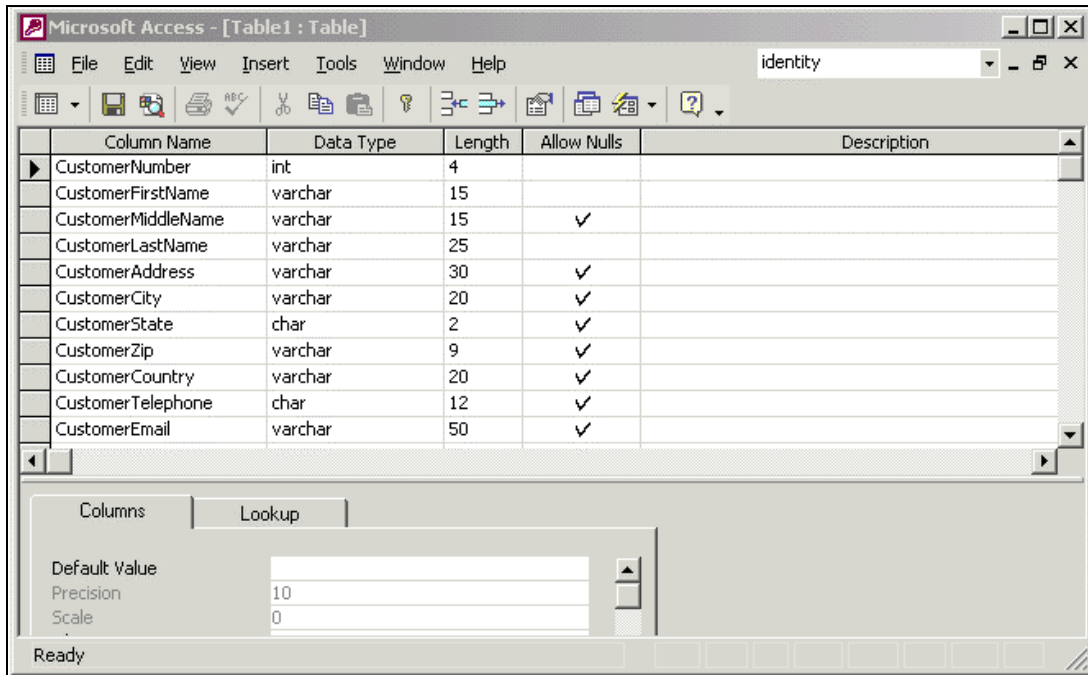 Microsoft Access - [Table1 : Table]
File Edit View Insert Tools Window Help identity
ABC
Column Name Data Type Length Allow Nulls Description
CustomerNumber int 4
CustomerFirstName varchar 15
CustomerMiddleName varchar 15
CustomerLastName varchar 25
CustomerAddress varchar 30
CustomerCity varchar 20
CustomerState char 2
CustomerZip varchar 9
CustomerCountry varchar 20
CustomerTelephone char 12
CustomerEmail varchar 50
Columns Lookup
Default Value
Precision 10
Scale 0
Ready